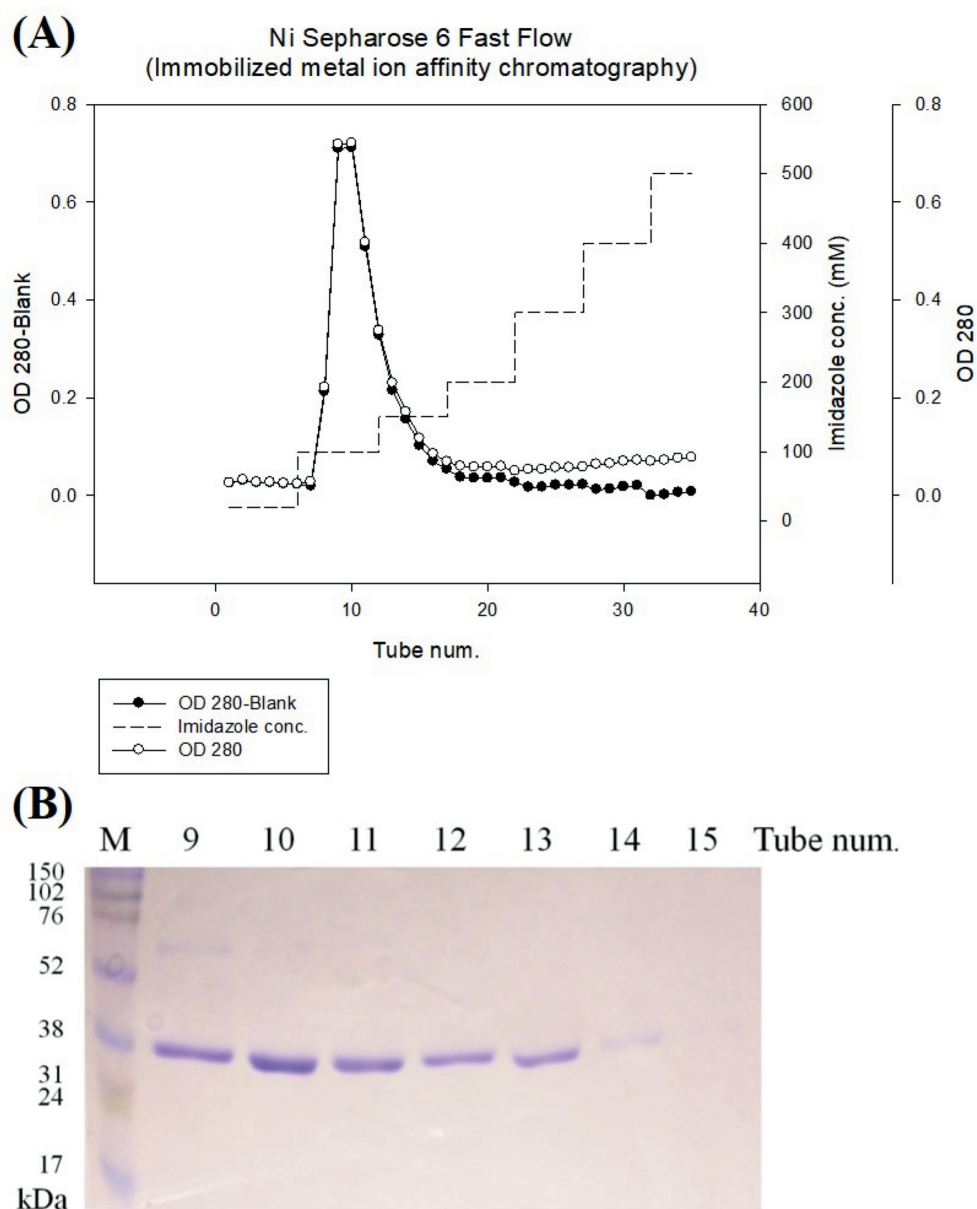 (A)
Ni Sepharose 6 Fast Flow
(Immobilized metal ion affinity chromatography)
0.8
0.6
0.4
0.2
0.0
OD 280-Blank
600
500
400
300
200
100
0
Imidazole conc. (mM)
0.8
0.6
0.4
0.2
0.0
OD 280
0 10 20 30 40
Tube num.
OD 280-Blank
Imidazole conc.
OD 280
(B)
M 9 10 11 12 13 14 15 Tube num.
150
102
76
52
38
31
24
17
kDa